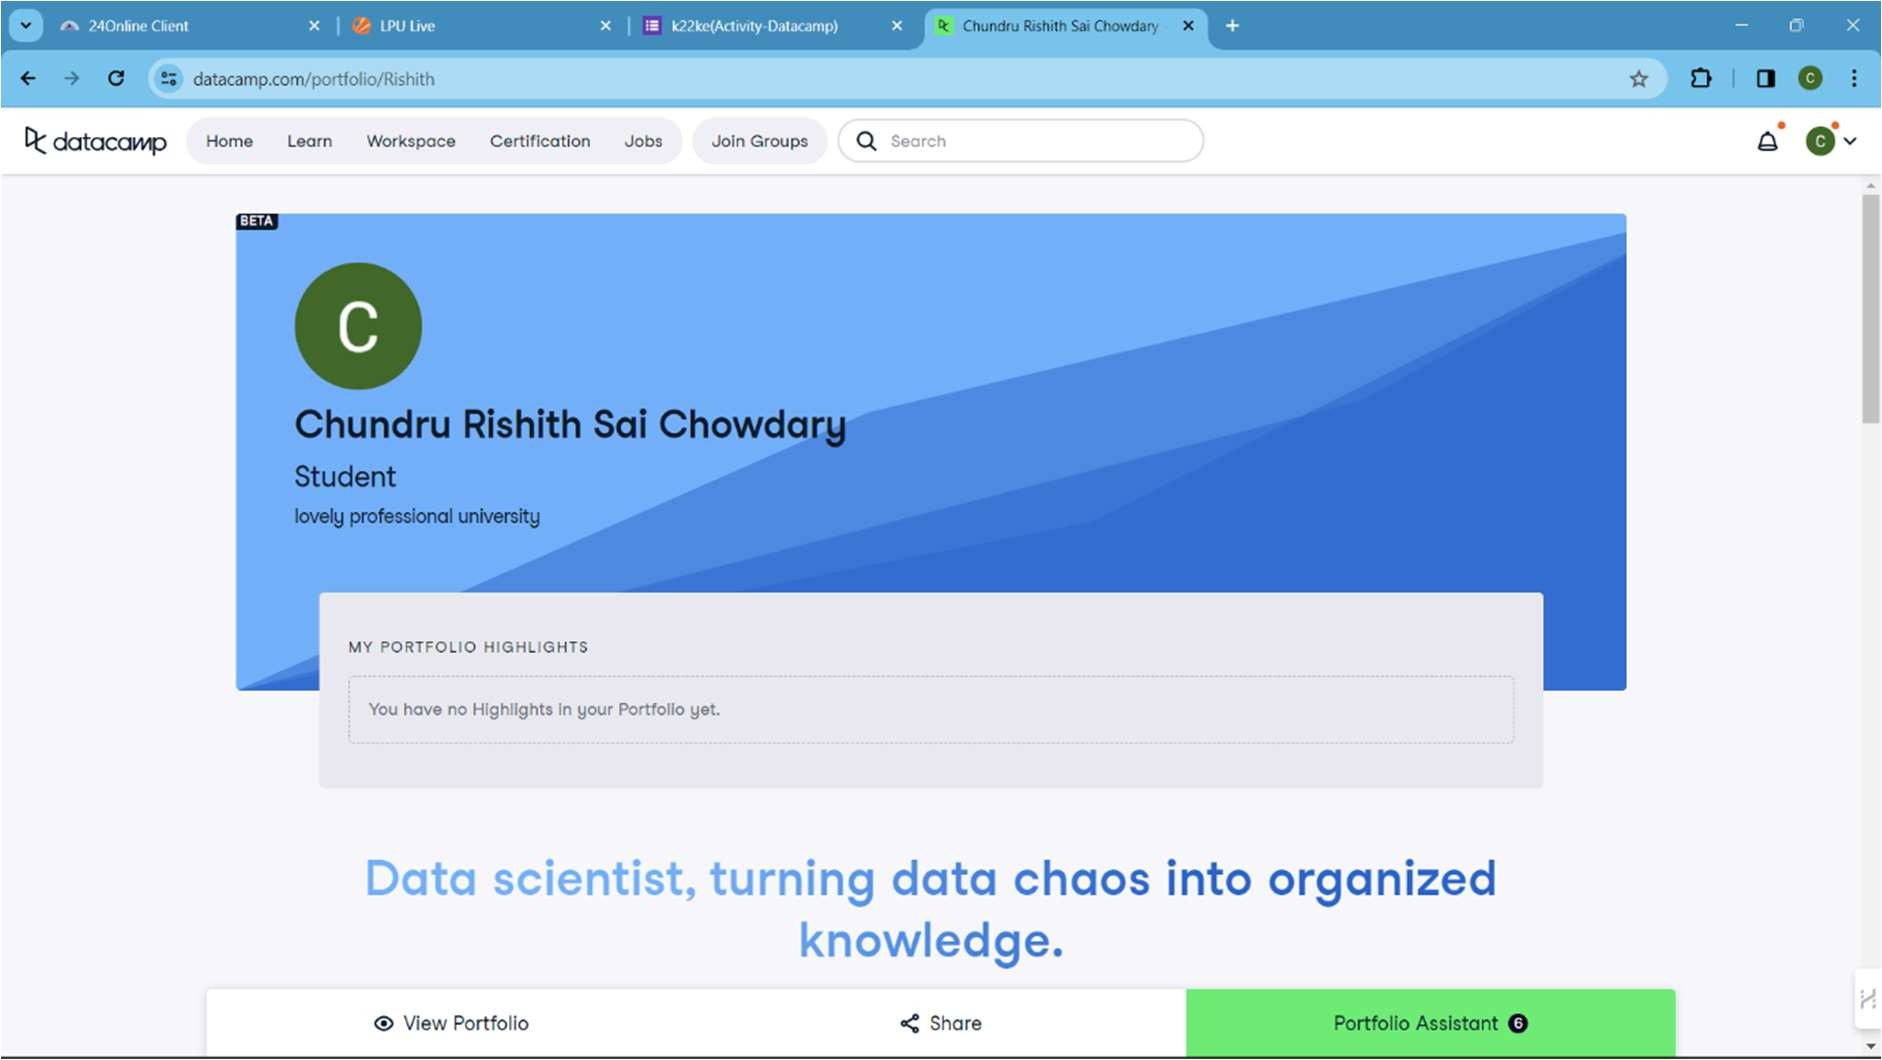 24Online Client
LPU Live
k22ke(Activity-Datacamp)
Chundru Rishith Sai Chowdary
datacamp.com/portfolio/Rishith
C
datacamp
Home
Learn
Workspace
Certification
Jobs
Join Groups
Search
C
BETA
C
Chundru Rishith Sai Chowdary
Student
lovely professional university
MY PORTFOLIO HIGHLIGHTS
You have no Highlights in your Portfolio yet.
Data scientist, turning data chaos into organized
knowledge.
View Portfolio
Share
Portfolio Assistant 6